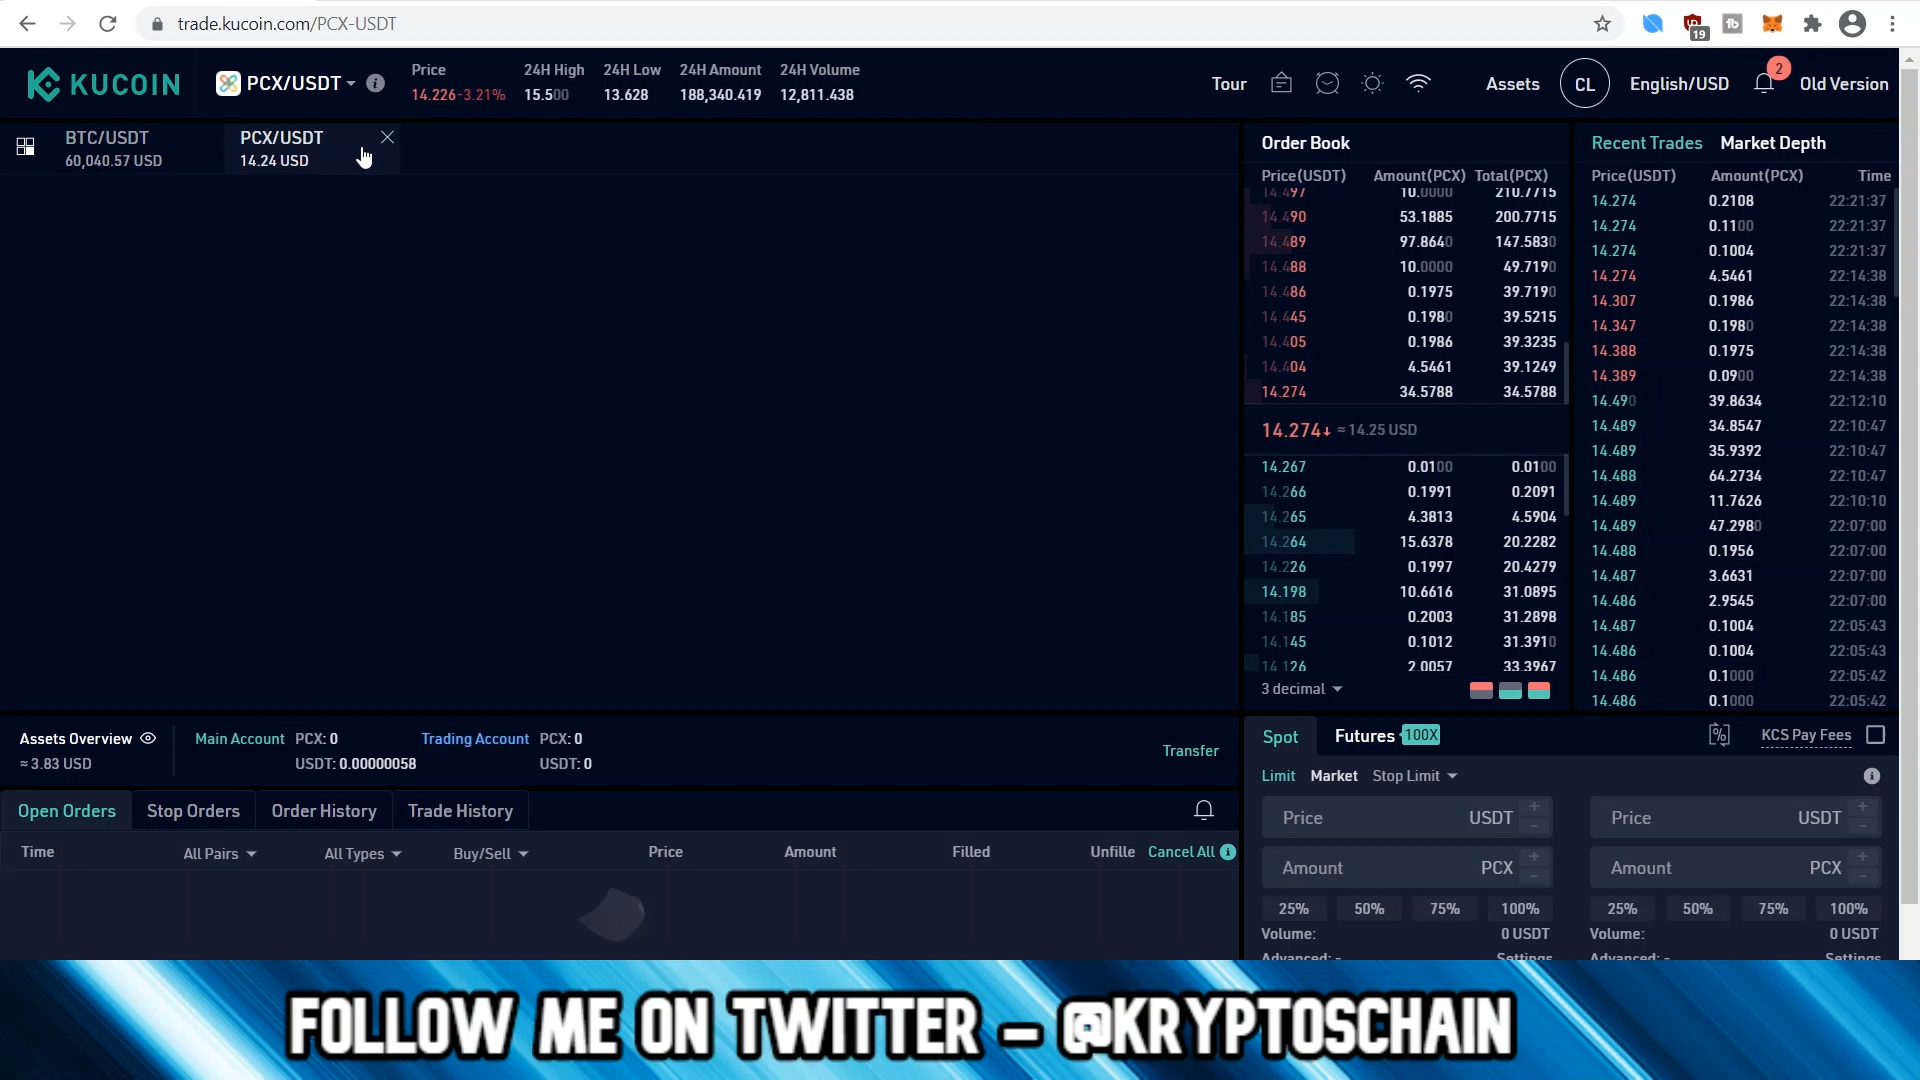 trade.kucoin.com/PCX-USDT
19
KUCOIN
PCX/USDT
Price
14.226 -3.21%
24H High
15.500
24H Low
13.628
24H Amount
188,340.419
24H Volume
12,811.438
Tour
Assets
CL
English/USD
2
Old Version
BTC/USDT
60,040.57 USD
PCX/USDT
14.24 USD
Order Book
Price(USDT) Amount(PCX) Total(PCX)
14.497 10.0000 210.7715
14.490 53.1885 200.7715
14.489 97.8640 147.5830
14.488 10.0000 49.7190
14.486 0.1975 39.7190
14.445 0.1980 39.5215
14.405 0.1986 39.3235
14.404 4.5461 39.1249
14.274 34.5788 34.5788
14.274↓ ≈ 14.25 USD
14.267 0.0100 0.0100
14.266 0.1991 0.2091
14.265 4.3813 4.5904
14.264 15.6378 20.2282
14.226 0.1997 20.4279
14.198 10.6616 31.0895
14.185 0.2003 31.2898
14.145 0.1012 31.3910
14.126 2.0057 33.3967
3 decimal
Recent Trades Market Depth
Price(USDT) Amount(PCX) Time
14.274 0.2108 22:21:37
14.274 0.1100 22:21:37
14.274 0.1004 22:21:37
14.274 4.5461 22:14:38
14.307 0.1986 22:14:38
14.347 0.1980 22:14:38
14.388 0.1975 22:14:38
14.389 0.0900 22:14:38
14.490 39.8634 22:12:10
14.489 34.8547 22:10:47
14.489 35.9392 22:10:47
14.488 64.2734 22:10:47
14.489 11.7626 22:10:10
14.489 47.2980 22:07:00
14.488 0.1956 22:07:00
14.487 3.6631 22:07:00
14.486 2.9545 22:07:00
14.487 0.1004 22:05:43
14.486 0.1004 22:05:43
14.486 0.1000 22:05:42
14.486 0.1000 22:05:42
Assets Overview
≈ 3.83 USD
Main Account PCX: 0
USDT: 0.00000058
Trading Account PCX: 0
USDT: 0
Transfer
Open Orders Stop Orders Order History Trade History
Time All Pairs All Types Buy/Sell Price Amount Filled Unfille Cancel All
Spot Futures 100X
KCS Pay Fees
Limit Market Stop Limit
Price USDT
Price USDT
Amount PCX
Amount PCX
25% 50% 75% 100%
25% 50% 75% 100%
Volume: 0 USDT
Volume: 0 USDT
Advanced: - Settings
Advanced: - Settings
FOLLOW ME ON TWITTER – @KRYPTOSCHAIN